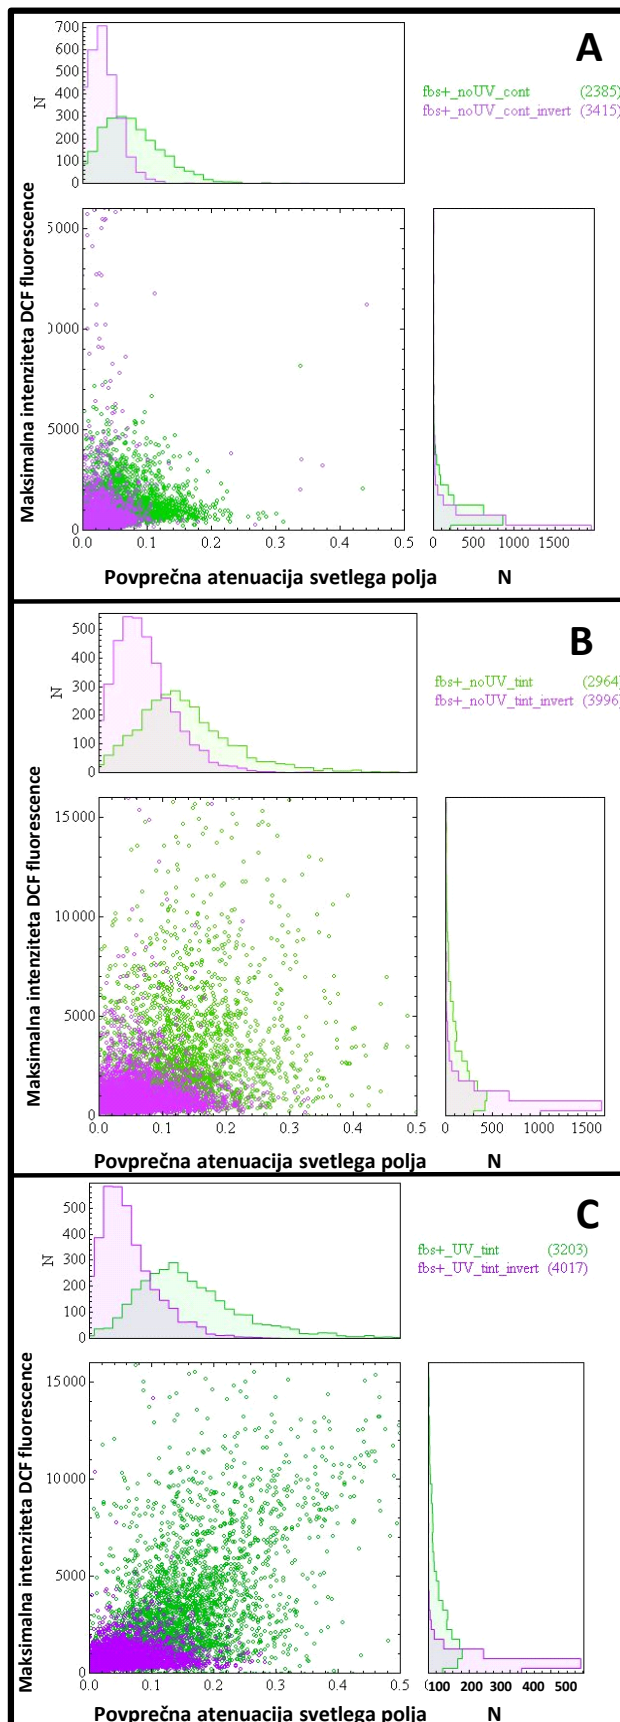 A
700
600
500
400
300
200
100
0
N
fbs+_noUV_cont (2385)
fbs+_noUV_cont_invert (3415)
Maksimalna intenziteta DCF fluorescence
5000
0000
5000
0
0.0 0.1 0.2 0.3 0.4 0.5
0 500 1000 1500
Povprečna atenuacija svetlega polja N
B
500
400
300
200
100
0
N
fbs+_noUV_tint (2964)
fbs+_noUV_tint_invert (3996)
Maksimalna intenziteta DCF fluorescence
15000
10000
5000
0
0.0 0.1 0.2 0.3 0.4 0.5
0 500 1000 1500
Povprečna atenuacija svetlega polja N
C
500
400
300
200
100
0
N
fbs+_UV_tint (3203)
fbs+_UV_tint_invert (4017)
Maksimalna intenziteta DCF fluorescence
15000
10000
5000
0
0.0 0.1 0.2 0.3 0.4 0.5
100 200 300 400 500
Povprečna atenuacija svetlega polja N